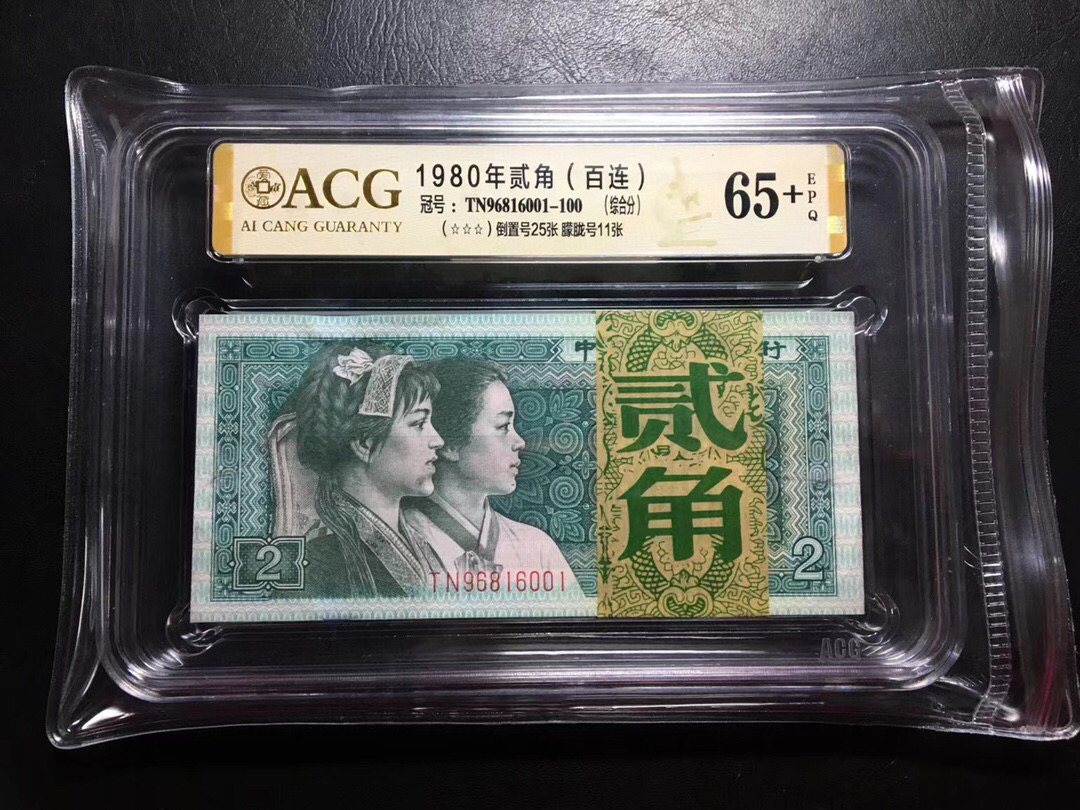 ACG
AI CANG GUARANTY
1980年贰角（百连）
冠号：TN96816001-100 （综合分）
（☆☆☆）倒置号25张 朦胧号11张
65+
EPQ
中
行
贰角
2
TN96816001
2
ACG